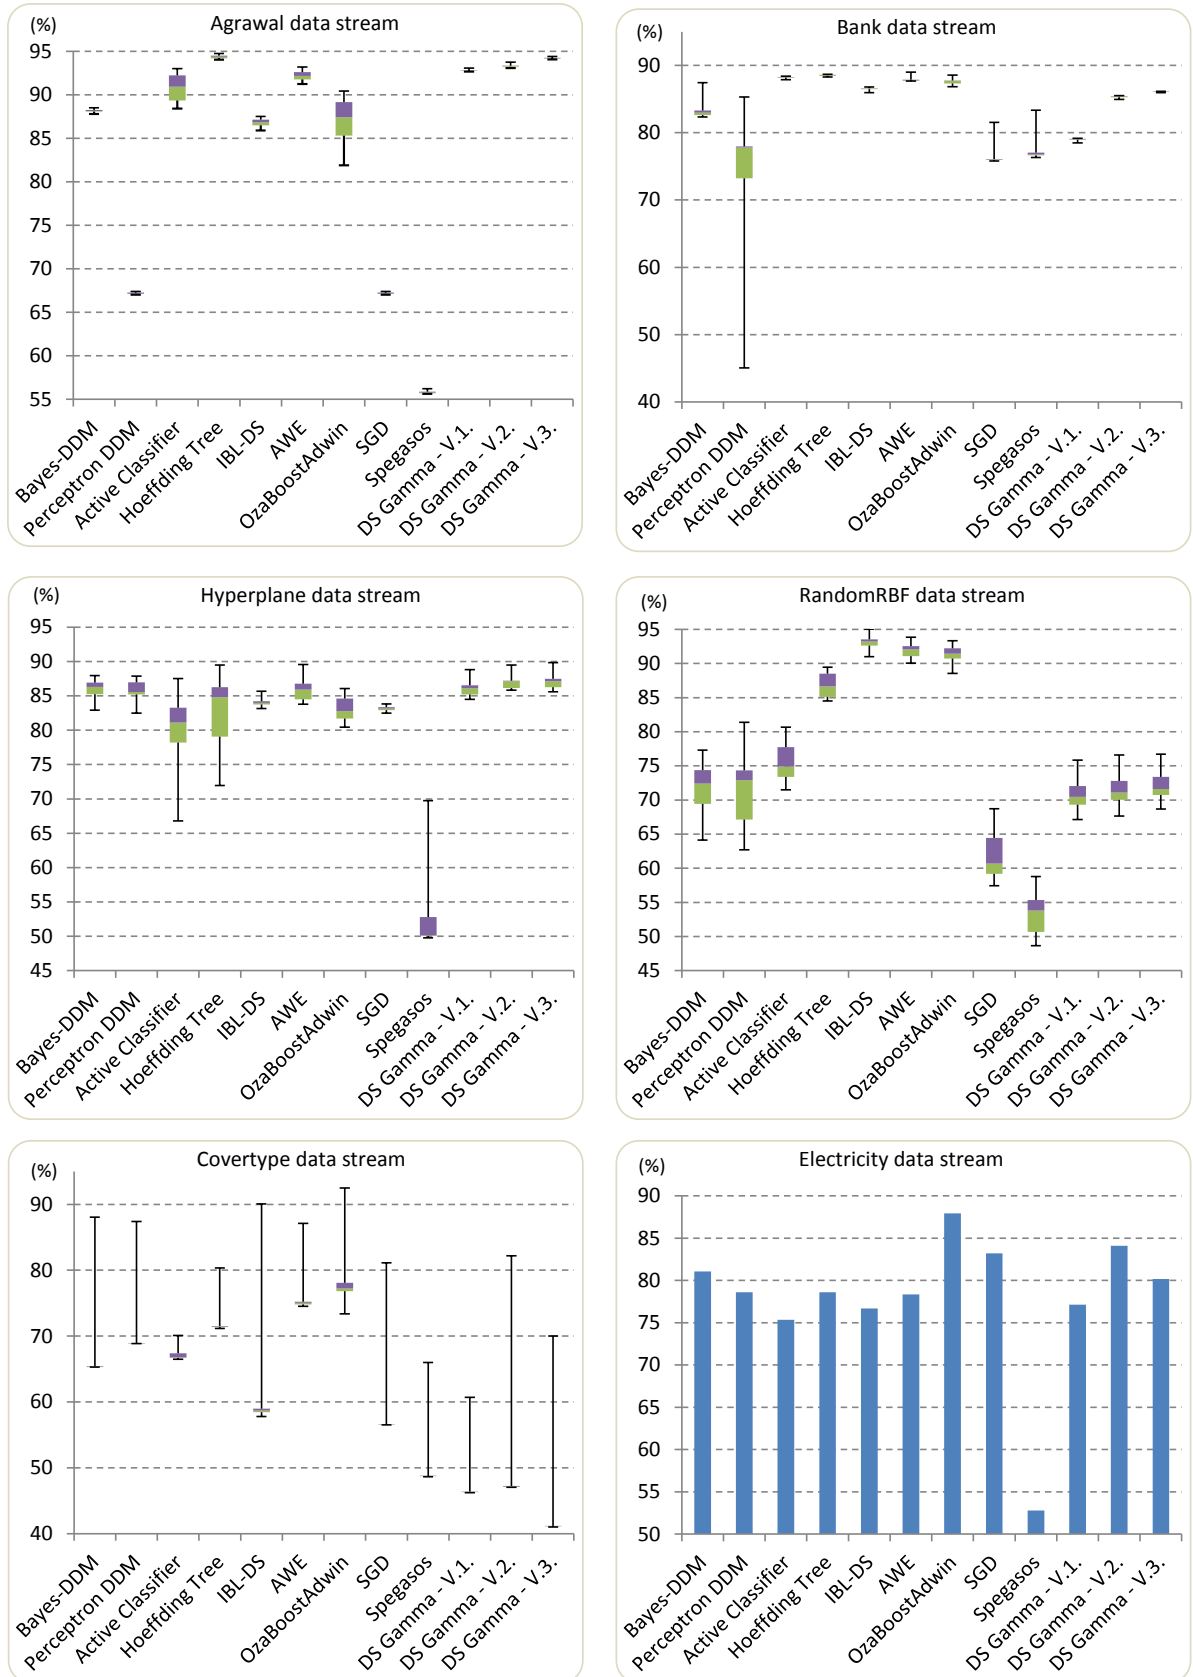 Agrawal data stream
(%)
95
90
85
80
75
70
65
60
55
Bayes-DDM
Perceptron DDM
Active Classifier
Hoeffding Tree
IBL-DS
AWE
OzaBoostAdwin
SGD
Spegasos
DS Gamma - V.1.
DS Gamma - V.2.
DS Gamma - V.3.
Bank data stream
(%)
90
80
70
60
50
40
Bayes-DDM
Perceptron DDM
Active Classifier
Hoeffding Tree
IBL-DS
AWE
OzaBoostAdwin
SGD
Spegasos
DS Gamma - V.1.
DS Gamma - V.2.
DS Gamma - V.3.
Hyperplane data stream
(%)
95
90
85
80
75
70
65
60
55
50
45
Bayes-DDM
Perceptron DDM
Active Classifier
Hoeffding Tree
IBL-DS
AWE
OzaBoostAdwin
SGD
Spegasos
DS Gamma - V.1.
DS Gamma - V.2.
DS Gamma - V.3.
RandomRBF data stream
(%)
95
90
85
80
75
70
65
60
55
50
45
Bayes-DDM
Perceptron DDM
Active Classifier
Hoeffding Tree
IBL-DS
AWE
OzaBoostAdwin
SGD
Spegasos
DS Gamma - V.1.
DS Gamma - V.2.
DS Gamma - V.3.
Covertype data stream
(%)
90
80
70
60
50
40
Bayes-DDM
Perceptron DDM
Active Classifier
Hoeffding Tree
IBL-DS
AWE
OzaBoostAdwin
SGD
Spegasos
DS Gamma - V.1.
DS Gamma - V.2.
DS Gamma - V.3.
Electricity data stream
(%)
90
85
80
75
70
65
60
55
50
Bayes-DDM
Perceptron DDM
Active Classifier
Hoeffding Tree
IBL-DS
AWE
OzaBoostAdwin
SGD
Spegasos
DS Gamma - V.1.
DS Gamma - V.2.
DS Gamma - V.3.